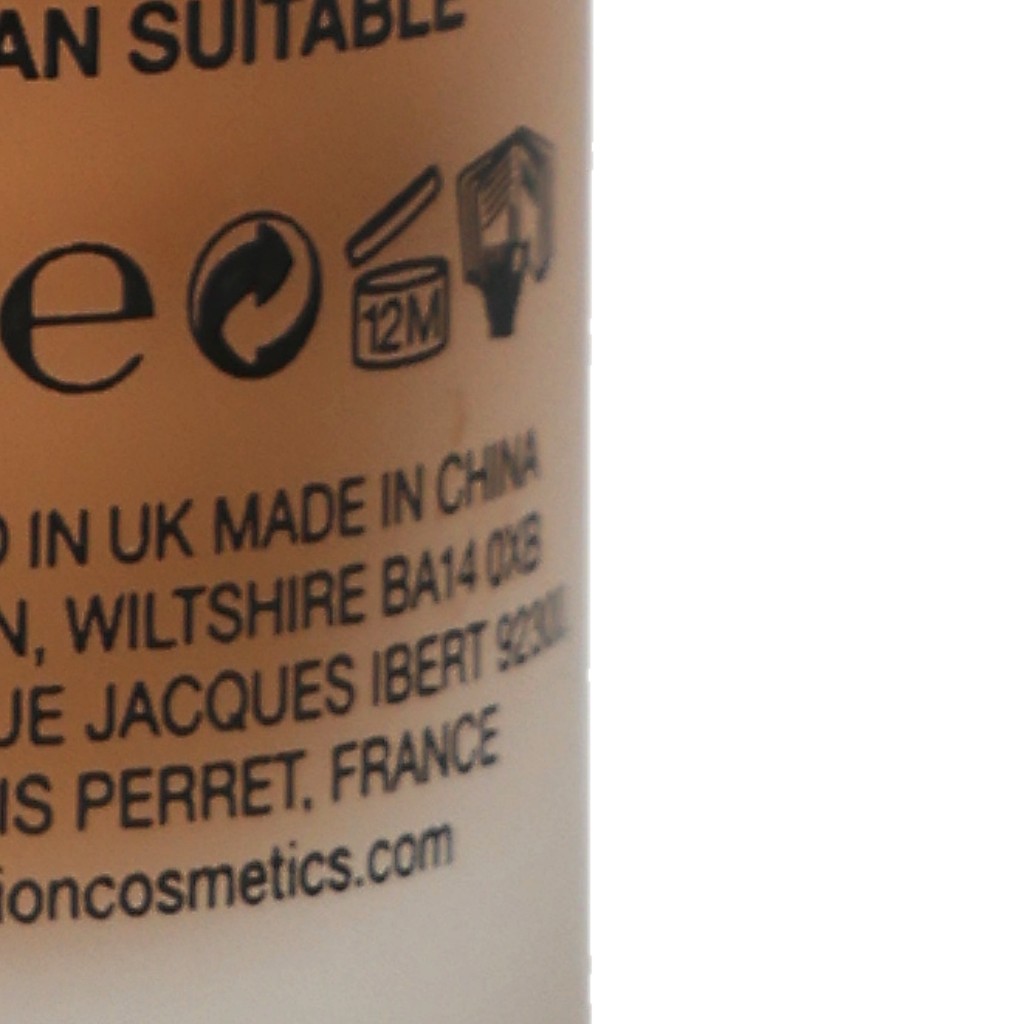 AN SUITABLE
e 12M
D IN UK MADE IN CHINA
N, WILTSHIRE BA14 0XB
UE JACQUES IBERT 92300
IS PERRET, FRANCE
ioncosmetics.com